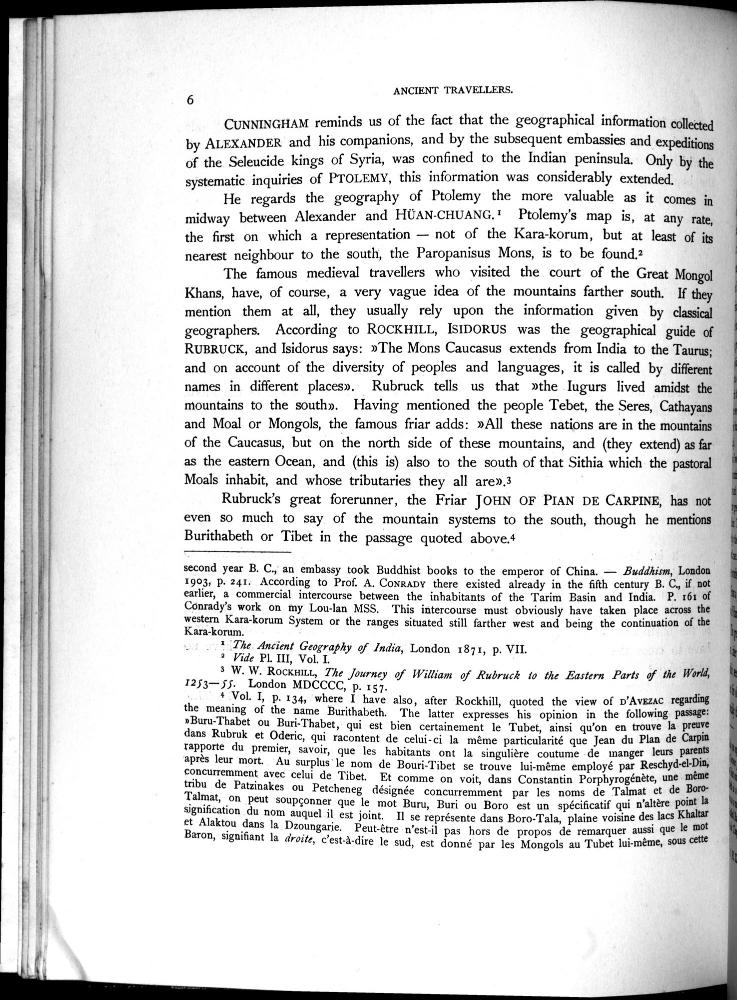 6
ANCIENT TRAVELLERS.
CUNNINGHAM reminds us of the fact that the geographical information collected
by ALEXANDER and his companions, and by the subsequent embassies and expeditions
of the Seleucide kings of Syria, was confined to the Indian peninsula. Only by the
systematic inquiries of PTOLEMY, this information was considerably extended.
He regards the geography of Ptolemy the more valuable as it comes in
midway between Alexander and HÜAN-CHUANG.¹ Ptolemy's map is, at any rate,
the first on which a representation — not of the Kara-korum, but at least of its
nearest neighbour to the south, the Paropanisus Mons, is to be found.²
The famous medieval travellers who visited the court of the Great Mongol
Khans, have, of course, a very vague idea of the mountains farther south. If they
mention them at all, they usually rely upon the information given by classical
geographers. According to ROCKHILL, ISIDORUS was the geographical guide of
RUBRUCK, and Isidorus says: »The Mons Caucasus extends from India to the Taurus;
and on account of the diversity of peoples and languages, it is called by different
names in different places». Rubruck tells us that »the Iugurs lived amidst the
mountains to the south». Having mentioned the people Tebet, the Seres, Cathayans
and Moal or Mongols, the famous friar adds: »All these nations are in the mountains
of the Caucasus, but on the north side of these mountains, and (they extend) as far
as the eastern Ocean, and (this is) also to the south of that Sithia which the pastoral
Moals inhabit, and whose tributaries they all are».³
Rubruck's great forerunner, the Friar JOHN OF PIAN DE CARPINE, has not
even so much to say of the mountain systems to the south, though he mentions
Burithabeth or Tibet in the passage quoted above.⁴
second year B. C., an embassy took Buddhist books to the emperor of China. — Buddhism, London
1903, p. 241. According to Prof. A. CONRADY there existed already in the fifth century B. C., if not
earlier, a commercial intercourse between the inhabitants of the Tarim Basin and India. P. 161 of
Conrady's work on my Lou-lan MSS. This intercourse must obviously have taken place across the
western Kara-korum System or the ranges situated still farther west and being the continuation of the
Kara-korum.
¹ The Ancient Geography of India, London 1871, p. VII.
² Vide Pl. III, Vol. I.
³ W. W. ROCKHILL, The Journey of William of Rubruck to the Eastern Parts of the World,
1253—55. London MDCCCC, p. 157.
⁴ Vol. I, p. 134, where I have also, after Rockhill, quoted the view of D'AVEZAC regarding
the meaning of the name Burithabeth. The latter expresses his opinion in the following passage:
»Buru-Thabet ou Buri-Thabet, qui est bien certainement le Tubet, ainsi qu'on en trouve la preuve
dans Rubruk et Oderic, qui racontent de celui-ci la même particularité que Jean du Plan de Carpin
rapporte du premier, savoir, que les habitants ont la singulière coutume de manger leurs parents
après leur mort. Au surplus le nom de Bouri-Tibet se trouve lui-même employé par Reschyd-el-Din,
concurremment avec celui de Tibet. Et comme on voit, dans Constantin Porphyrogénète, une même
tribu de Patzinakes ou Petcheneg désignée concurremment par les noms de Talmat et de Boro-
Talmat, on peut soupçonner que le mot Buru, Buri ou Boro est un spécificatif qui n'altère point la
signification du nom auquel il est joint. Il se représente dans Boro-Tala, plaine voisine des lacs Khaltar
et Alaktou dans la Dzoungarie. Peut-être n'est-il pas hors de propos de remarquer aussi que le mot
Baron, signifiant la droite, c'est-à-dire le sud, est donné par les Mongols au Tubet lui-même, sous cette